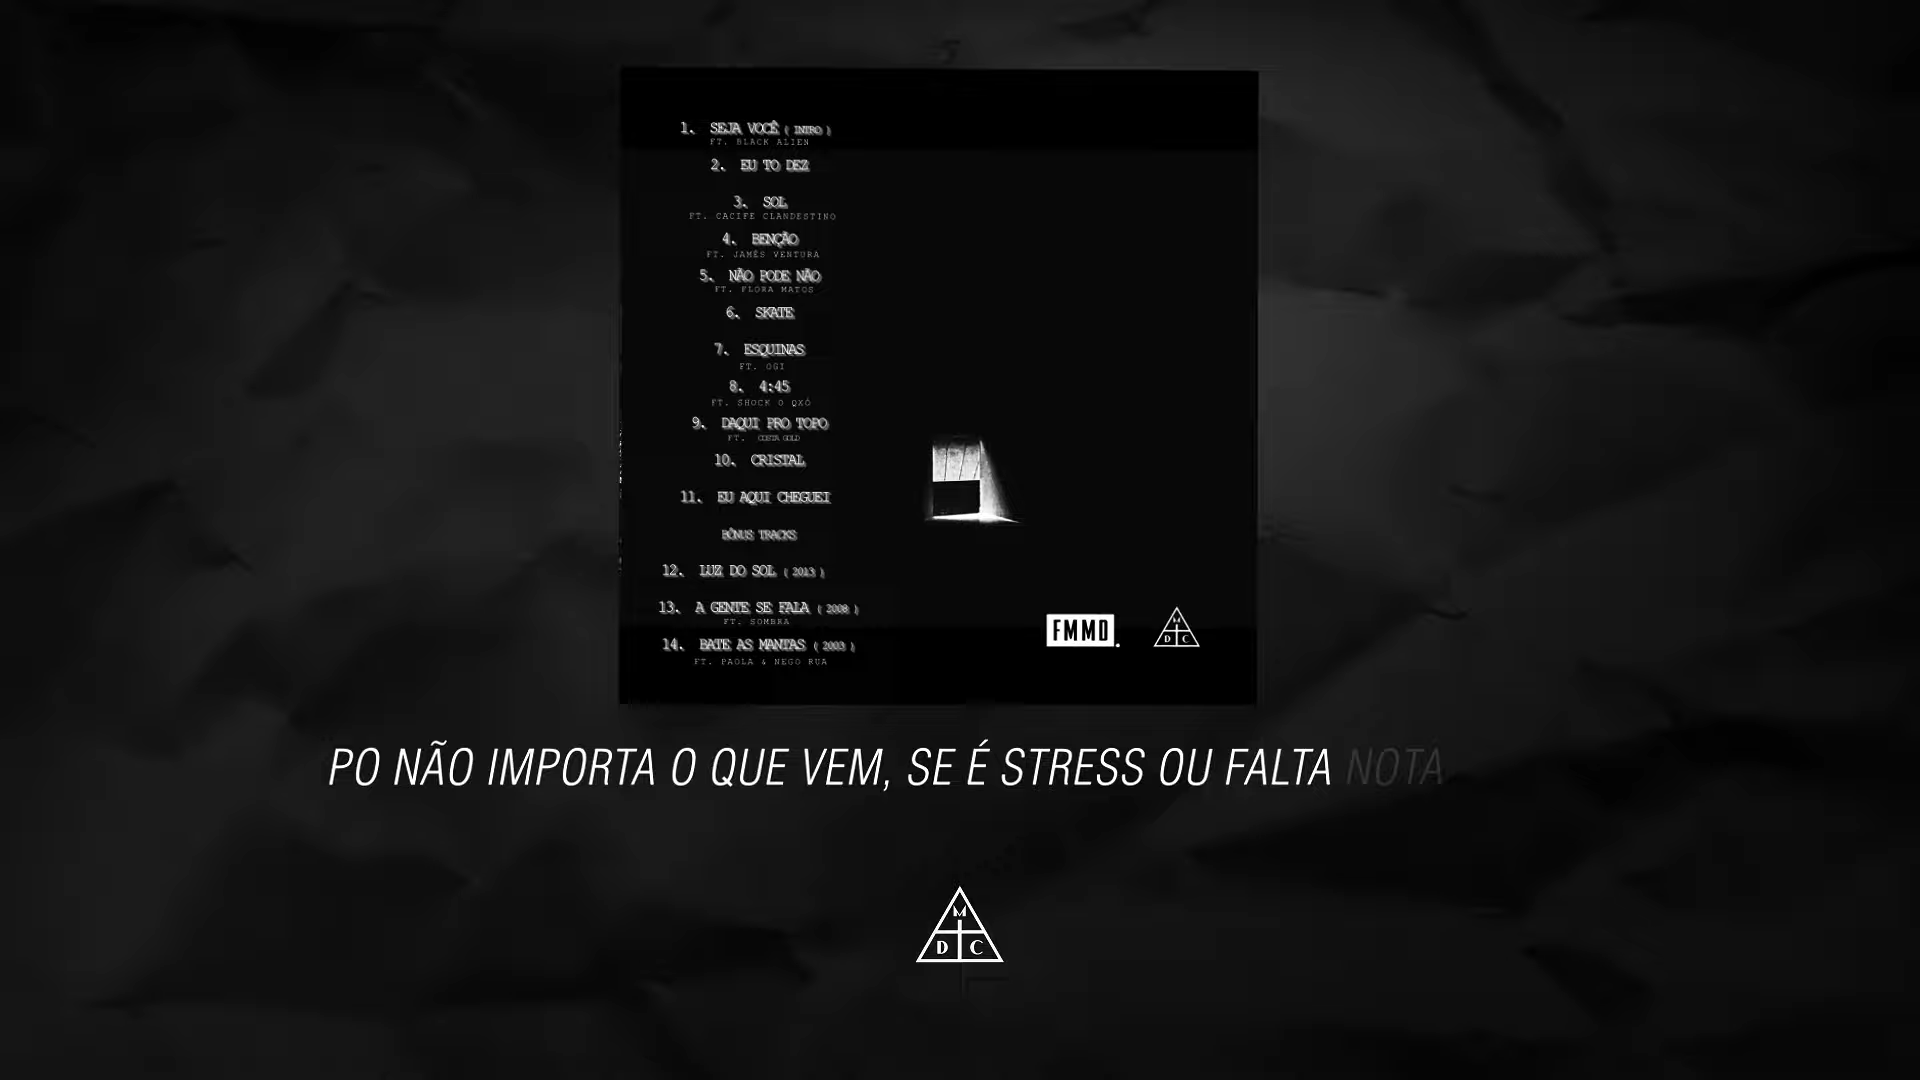 1. SEJA VOCÊ ( INTRO )
FT. BLACK ALIEN
2. EU TO DEZ
3. SOL
FT. CACIFE CLANDESTINO
4. BENÇÃO
FT. JAMÉS VENTURA
5. NÃO PODE NÃO
FT. FLORA MATOS
6. SKATE
7. ESQUINAS
FT. OGI
8. 4:45
FT. SHOCK O QXÓ
9. DAQUI PRO TOPO
FT. COSTA GOLD
10. CRISTAL
11. EU AQUI CHEGUEI
BÔNUS TRACKS
12. LUZ DO SOL ( 2013 )
13. A GENTE SE FALA ( 2008 )
FT. SOMBRA
14. BATE AS MANTAS ( 2003 )
FT. PAOLA & NEGO RUA
FMMD.
M
D C
PO NÃO IMPORTA O QUE VEM, SE É STRESS OU FALTA NOTA
M
D C